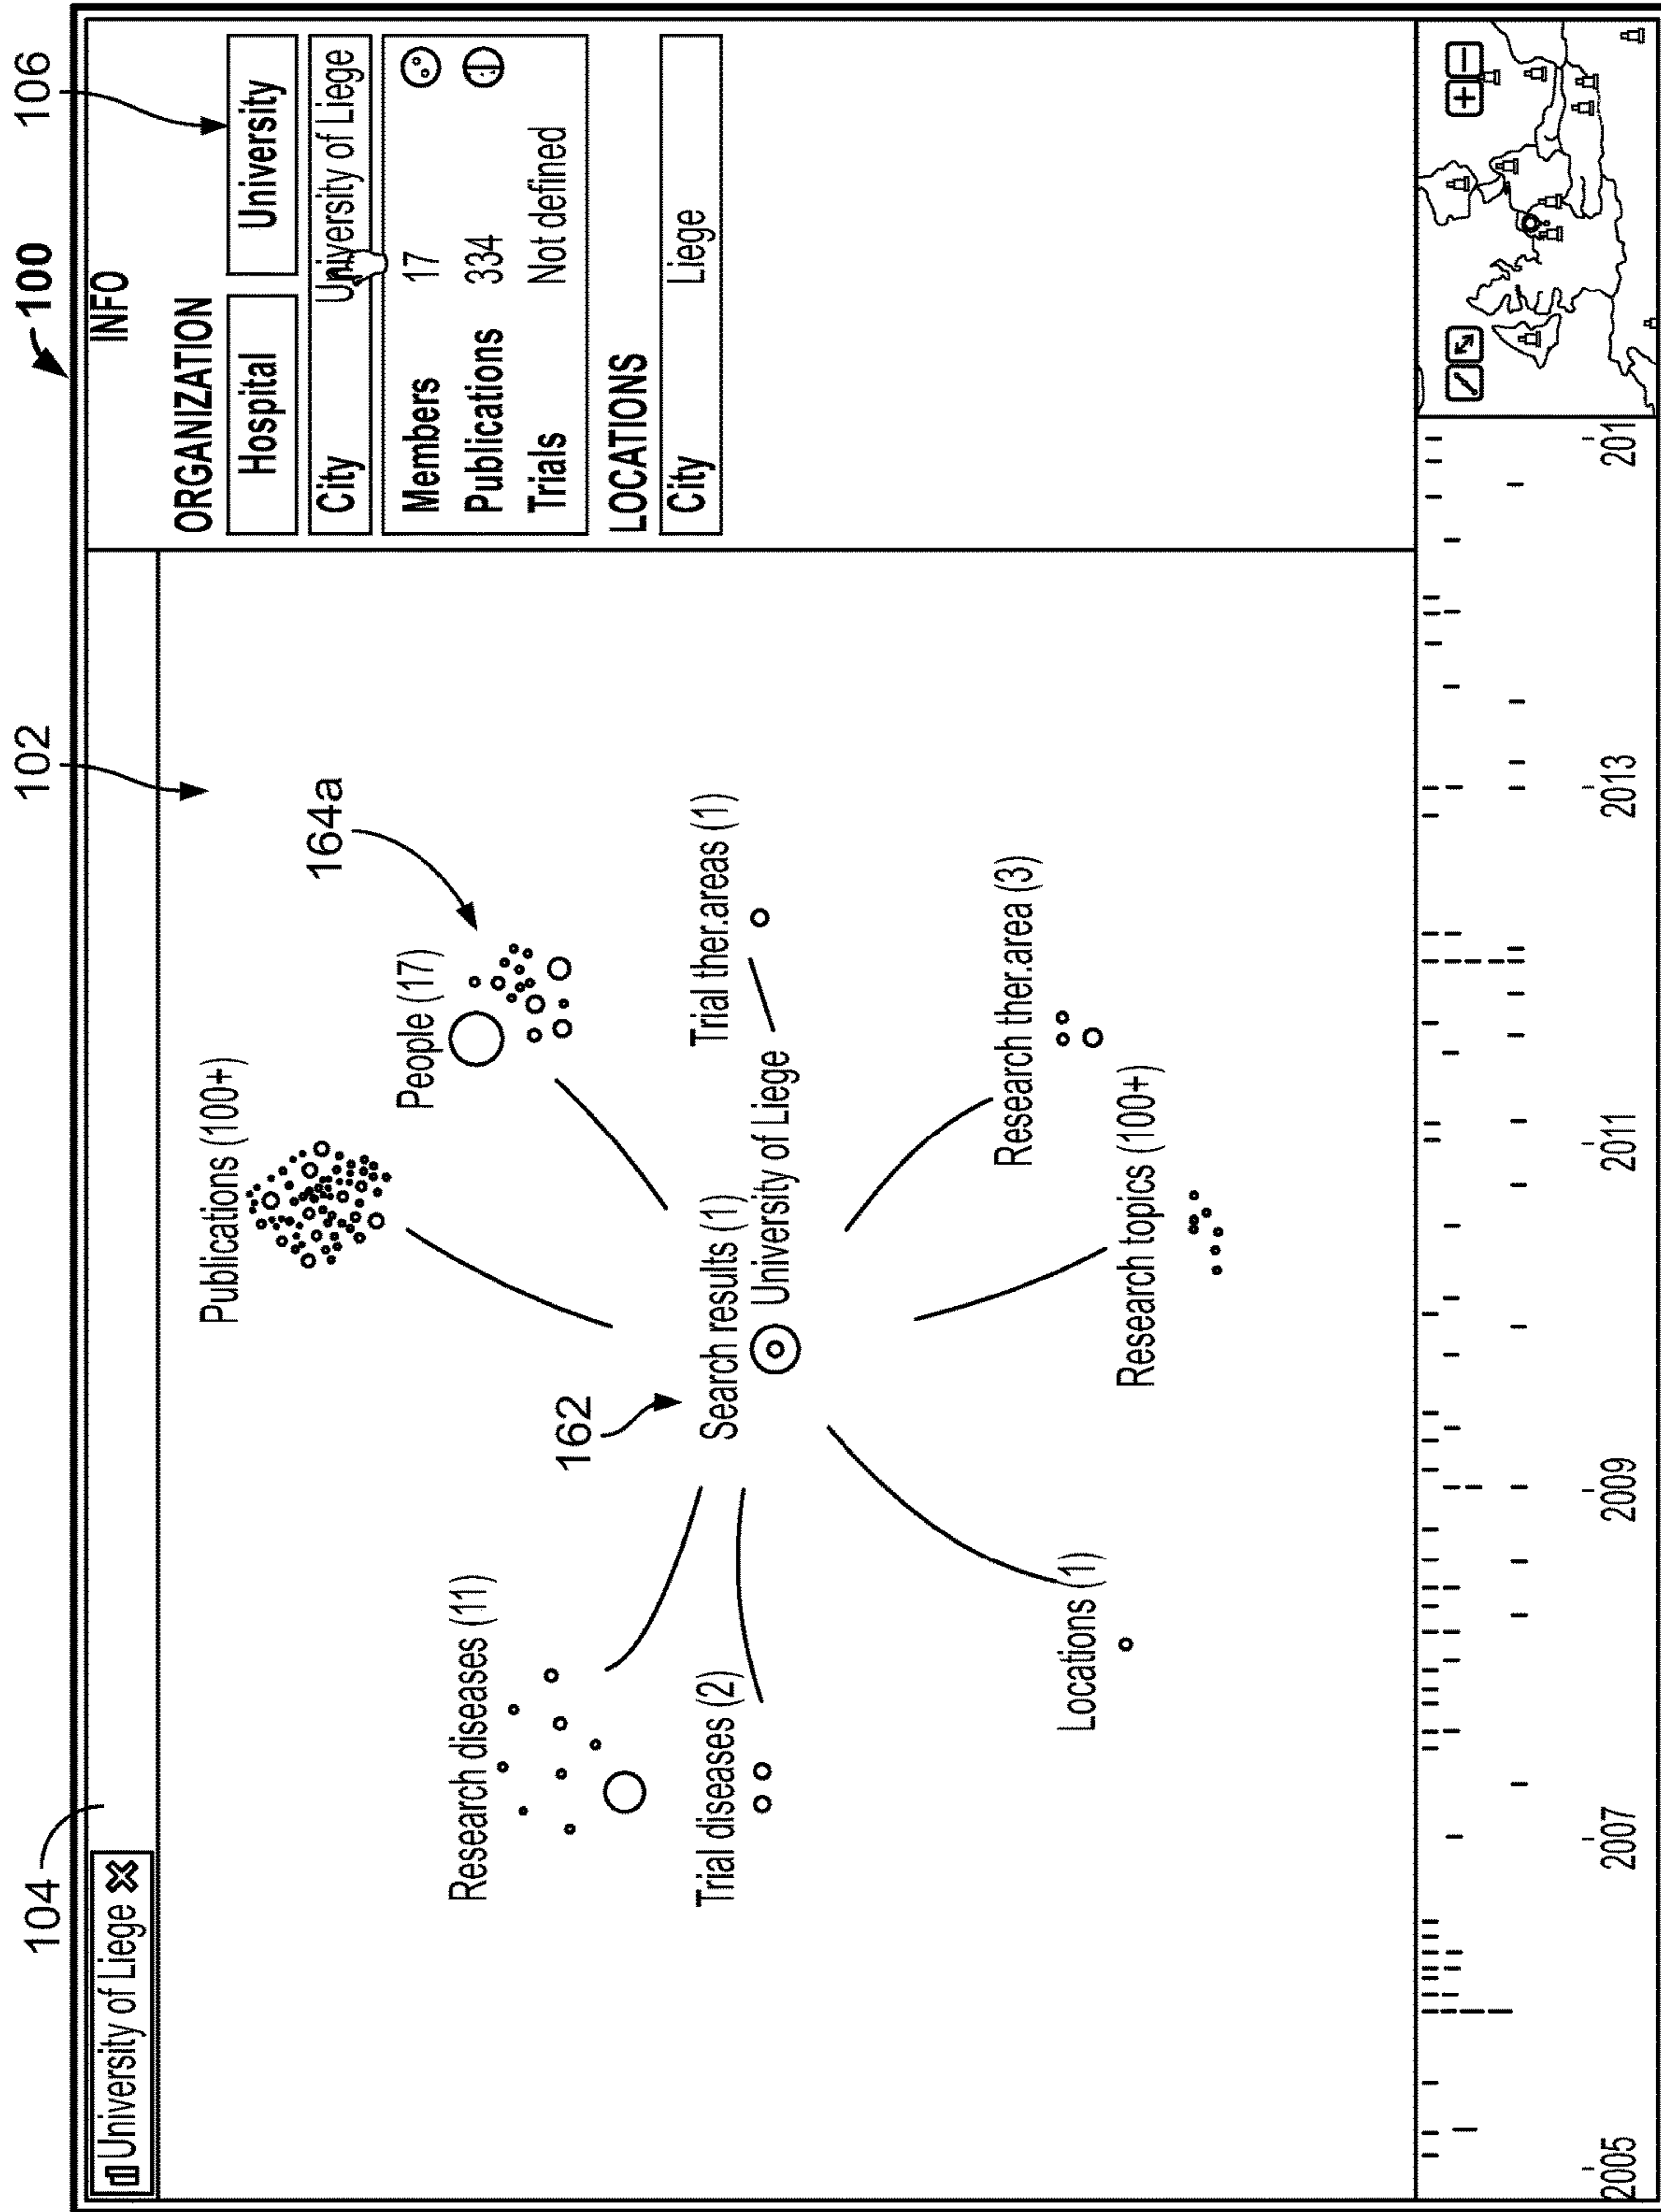 100
104
102
106
University of Liege
INFO
ORGANIZATION
Hospital
University
City
University of Liege
Members
17
Publications
334
Trials
Not defined
LOCATIONS
City
Liege
164a
Publications (100+)
People (17)
Research diseases (11)
162
Search results (1)
University of Liege
Trial ther.areas (1)
Trial diseases (2)
Research ther.area (3)
Locations (1)
Research topics (100+)
2005
2007
2009
2011
2013
201